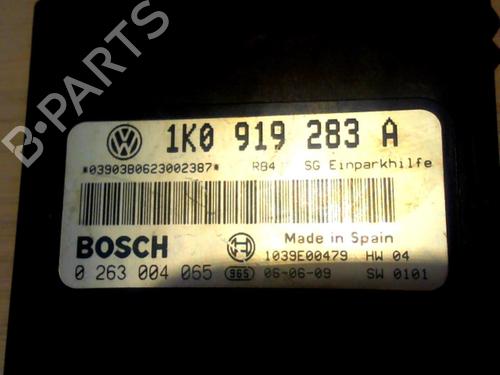 B-PARTS
1K0 919 283 A
*03903B0623002387* RB4 SG Einparkhilfe
BOSCH Made in Spain
1039E00479 HW 04
0 263 004 065 965 06-06-09 SW 0101